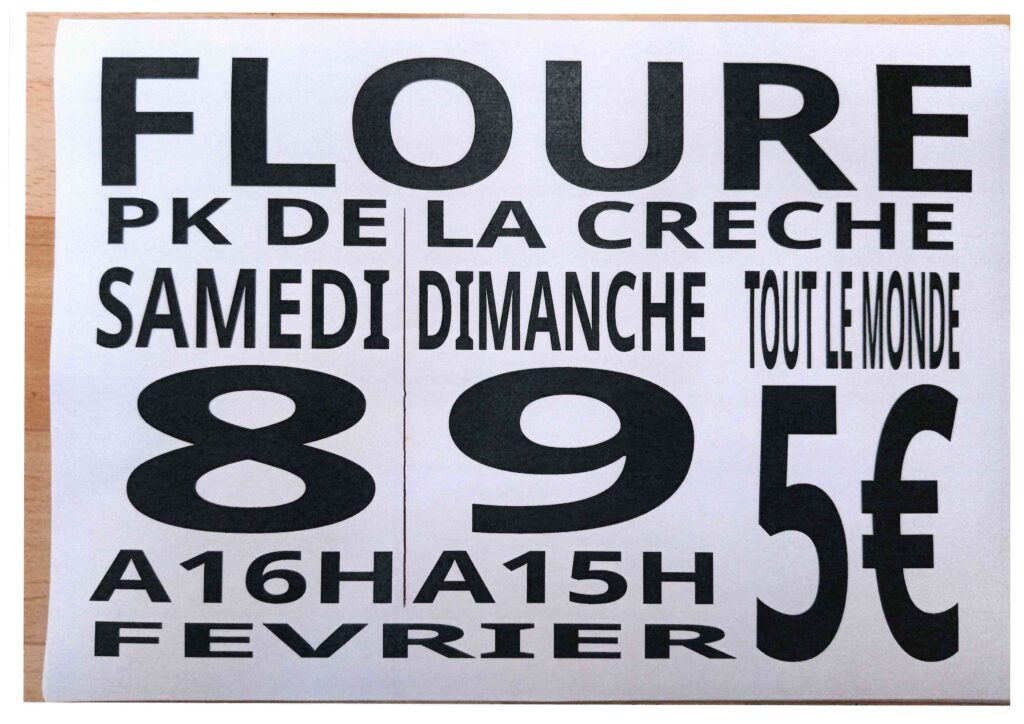 FLOURE
PK DE LA CRECHE
SAMEDI DIMANCHE TOUT LE MONDE
8 9 5€
A16H A15H
FEVRIER